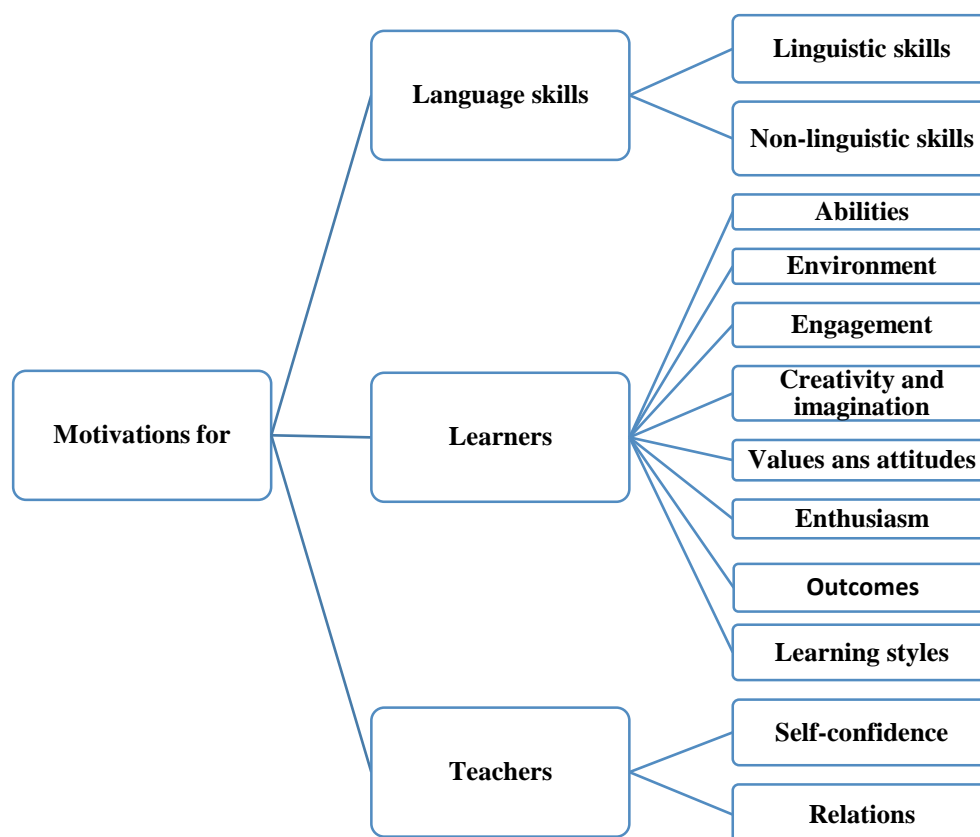 Motivations for
Language skills
Linguistic skills
Non-linguistic skills
Learners
Abilities
Environment
Engagement
Creativity and
imagination
Values ans attitudes
Enthusiasm
Outcomes
Learning styles
Teachers
Self-confidence
Relations